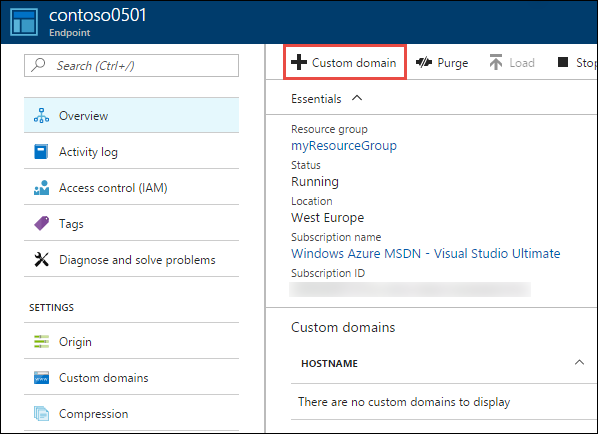 contoso0501
Endpoint
Search (Ctrl+/)
Overview
Activity log
Access control (IAM)
Tags
Diagnose and solve problems
SETTINGS
Origin
Custom domains
Compression
Custom domain Purge Load Stop
Essentials
Resource group
myResourceGroup
Status
Running
Location
West Europe
Subscription name
Windows Azure MSDN - Visual Studio Ultimate
Subscription ID
Custom domains
HOSTNAME
There are no custom domains to display